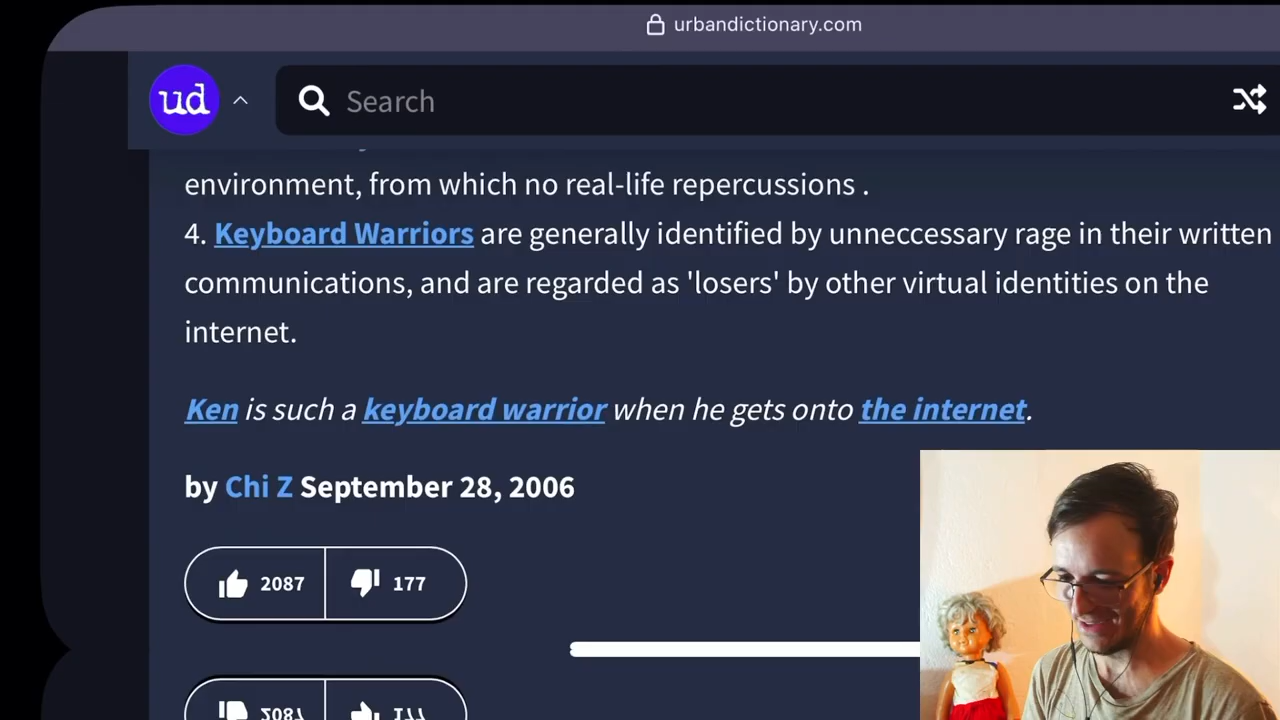 urbandictionary.com
ud
Search
environment, from which no real-life repercussions .
4. Keyboard Warriors are generally identified by unneccessary rage in their written
communications, and are regarded as 'losers' by other virtual identities on the
internet.
Ken is such a keyboard warrior when he gets onto the internet.
by Chi Z September 28, 2006
2087
177